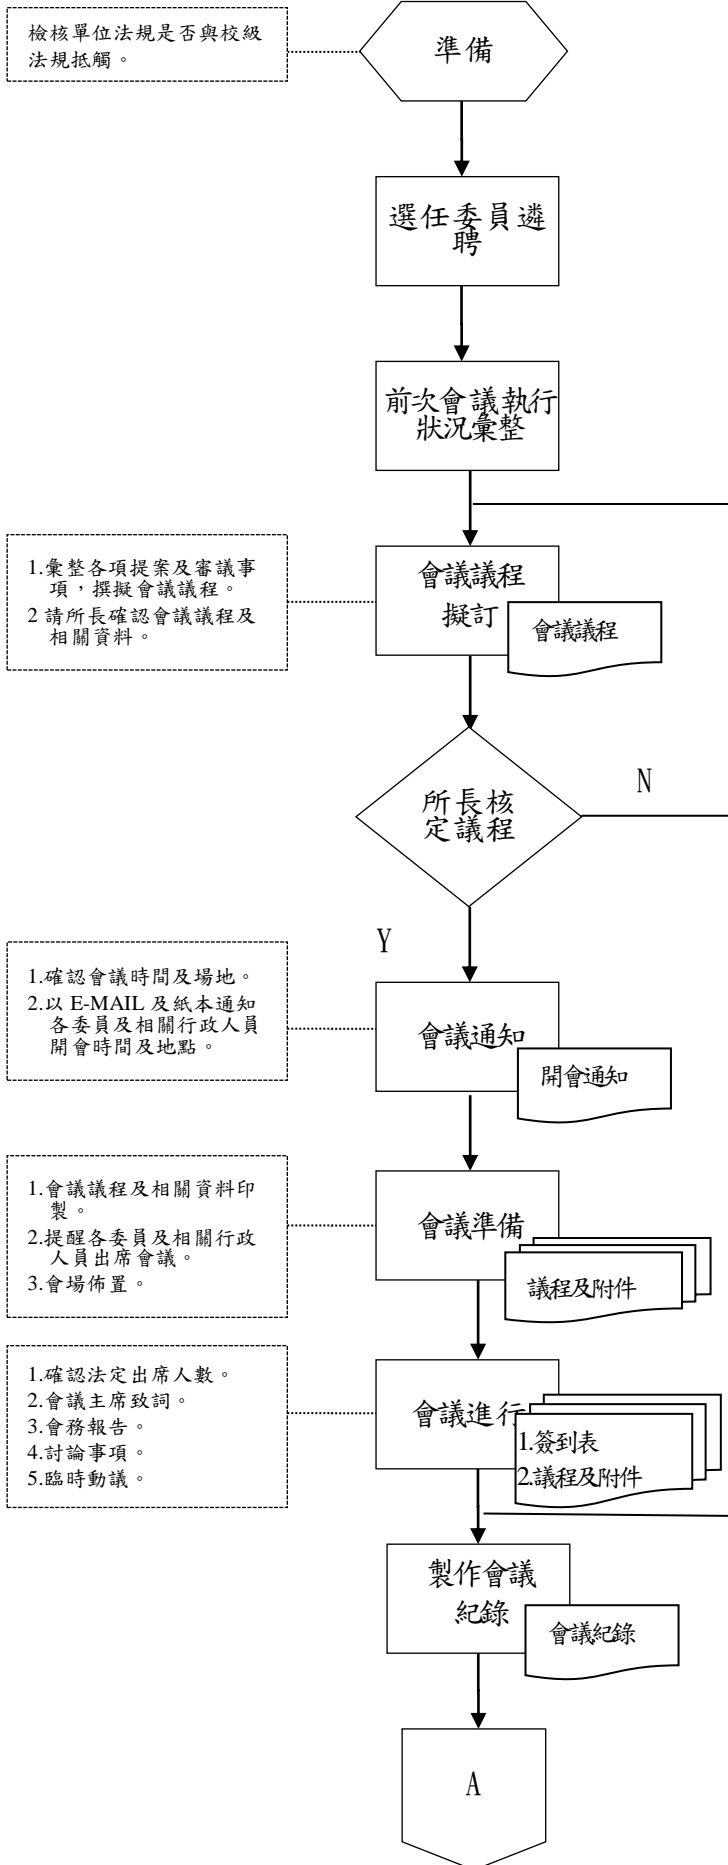 檢核單位法規是否與校級
法規抵觸。
準備
選任委員遴
聘
前次會議執行
狀況彙整
1.彙整各項提案及審議事
項，撰擬會議議程。
2 請所長確認會議議程及
相關資料。
會議議程
擬訂
會議議程
所長核
定議程
N
Y
1.確認會議時間及場地。
2.以 E-MAIL 及紙本通知
各委員及相關行政人員
開會時間及地點。
會議通知
開會通知
1.會議議程及相關資料印
製。
2.提醒各委員及相關行政
人員出席會議。
3.會場佈置。
會議準備
議程及附件
1.確認法定出席人數。
2.會議主席致詞。
3.會務報告。
4.討論事項。
5.臨時動議。
會議進行
1.簽到表
2.議程及附件
製作會議
紀錄
會議紀錄
A